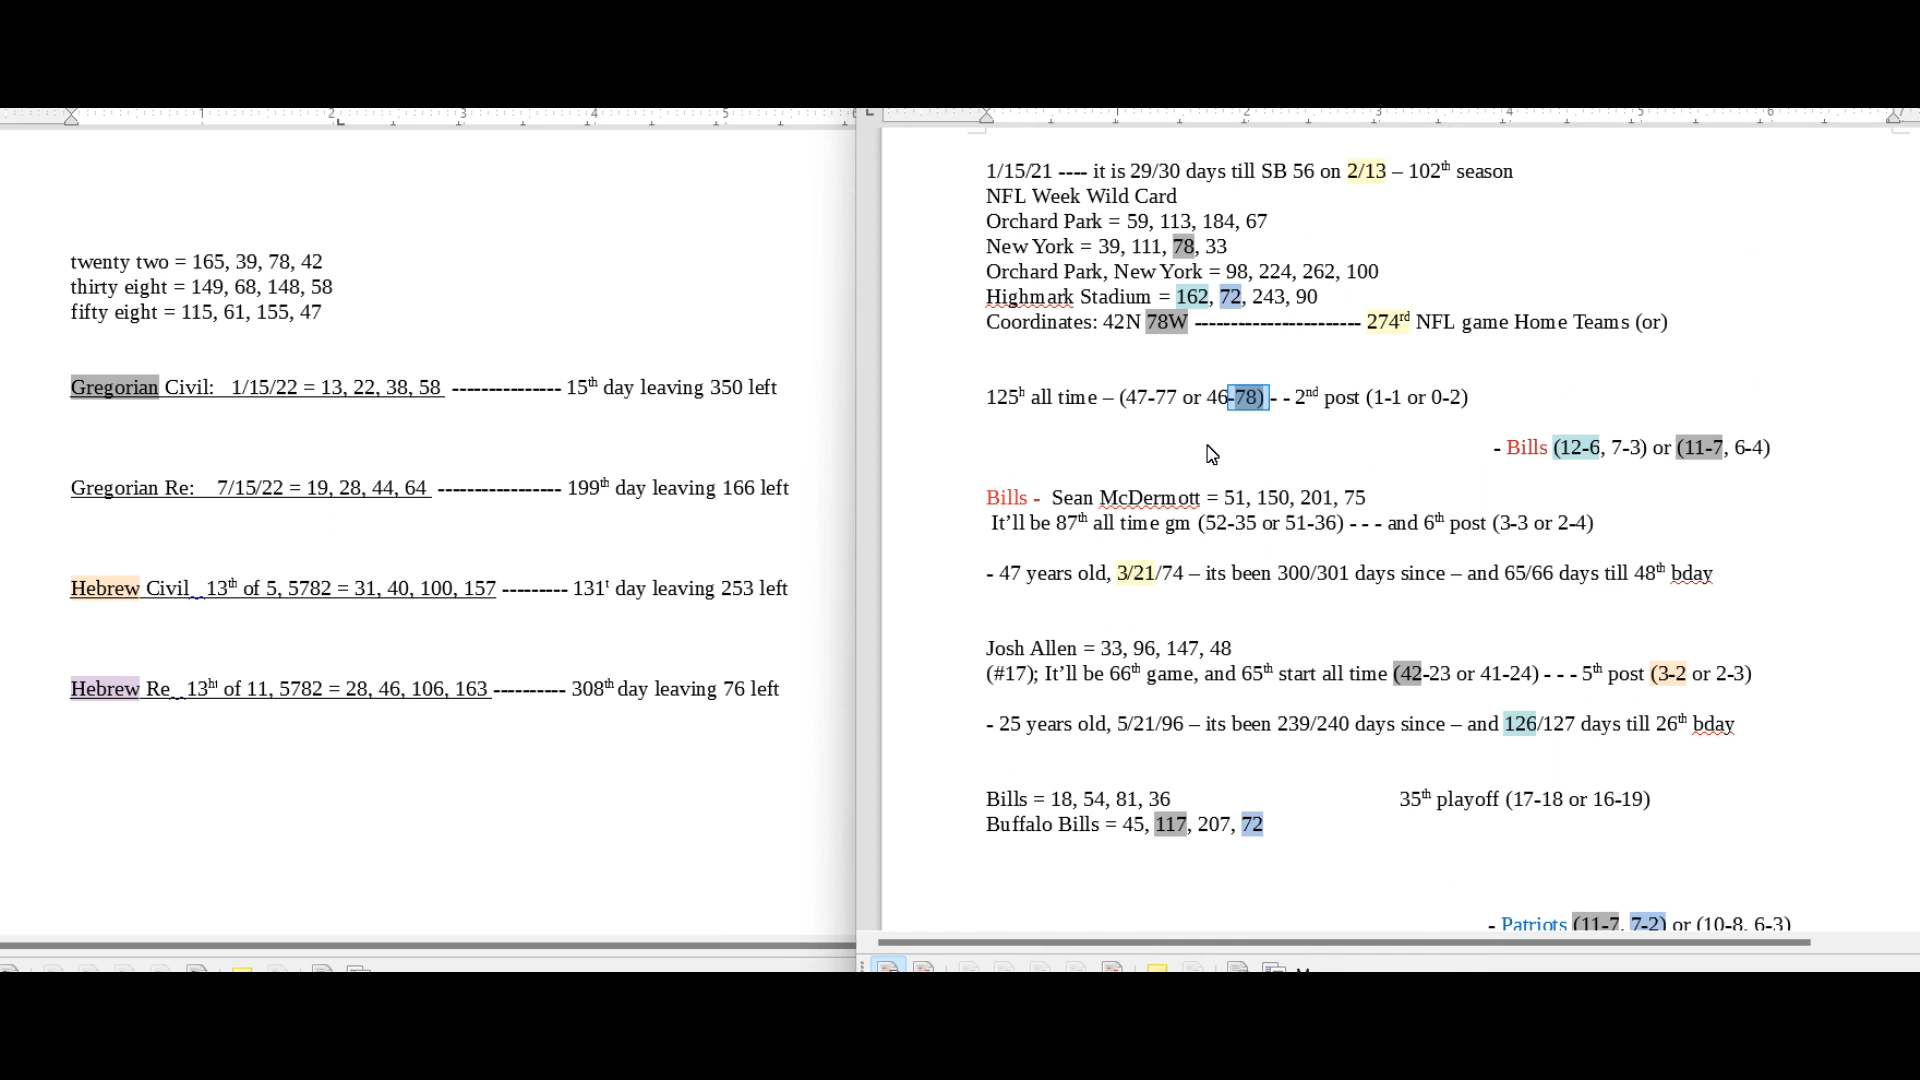 twenty two = 165, 39, 78, 42
thirty eight = 149, 68, 148, 58
fifty eight = 115, 61, 155, 47
Gregorian Civil: 1/15/22 = 13, 22, 38, 58 --------------- 15th day leaving 350 left
Gregorian Re: 7/15/22 = 19, 28, 44, 64 ----------------- 199th day leaving 166 left
Hebrew Civil 13th of 5, 5782 = 31, 40, 100, 157 --------- 131t day leaving 253 left
Hebrew Re 13ht of 11, 5782 = 28, 46, 106, 163 ---------- 308th day leaving 76 left
1/15/21 ---- it is 29/30 days till SB 56 on 2/13 – 102th season
NFL Week Wild Card
Orchard Park = 59, 113, 184, 67
New York = 39, 111, 78, 33
Orchard Park, New York = 98, 224, 262, 100
Highmark Stadium = 162, 72, 243, 90
Coordinates: 42N 78W ----------------------- 274rd NFL game Home Teams (or)
125h all time – (47-77 or 46-78) - - 2nd post (1-1 or 0-2)
- Bills (12-6, 7-3) or (11-7, 6-4)
Bills - Sean McDermott = 51, 150, 201, 75
It’ll be 87th all time gm (52-35 or 51-36) - - - and 6th post (3-3 or 2-4)
- 47 years old, 3/21/74 – its been 300/301 days since – and 65/66 days till 48th bday
Josh Allen = 33, 96, 147, 48
(#17); It’ll be 66th game, and 65th start all time (42-23 or 41-24) - - - 5th post (3-2 or 2-3)
- 25 years old, 5/21/96 – its been 239/240 days since – and 126/127 days till 26th bday
Bills = 18, 54, 81, 36 35th playoff (17-18 or 16-19)
Buffalo Bills = 45, 117, 207, 72
- Patriots (11-7, 7-2) or (10-8, 6-3)